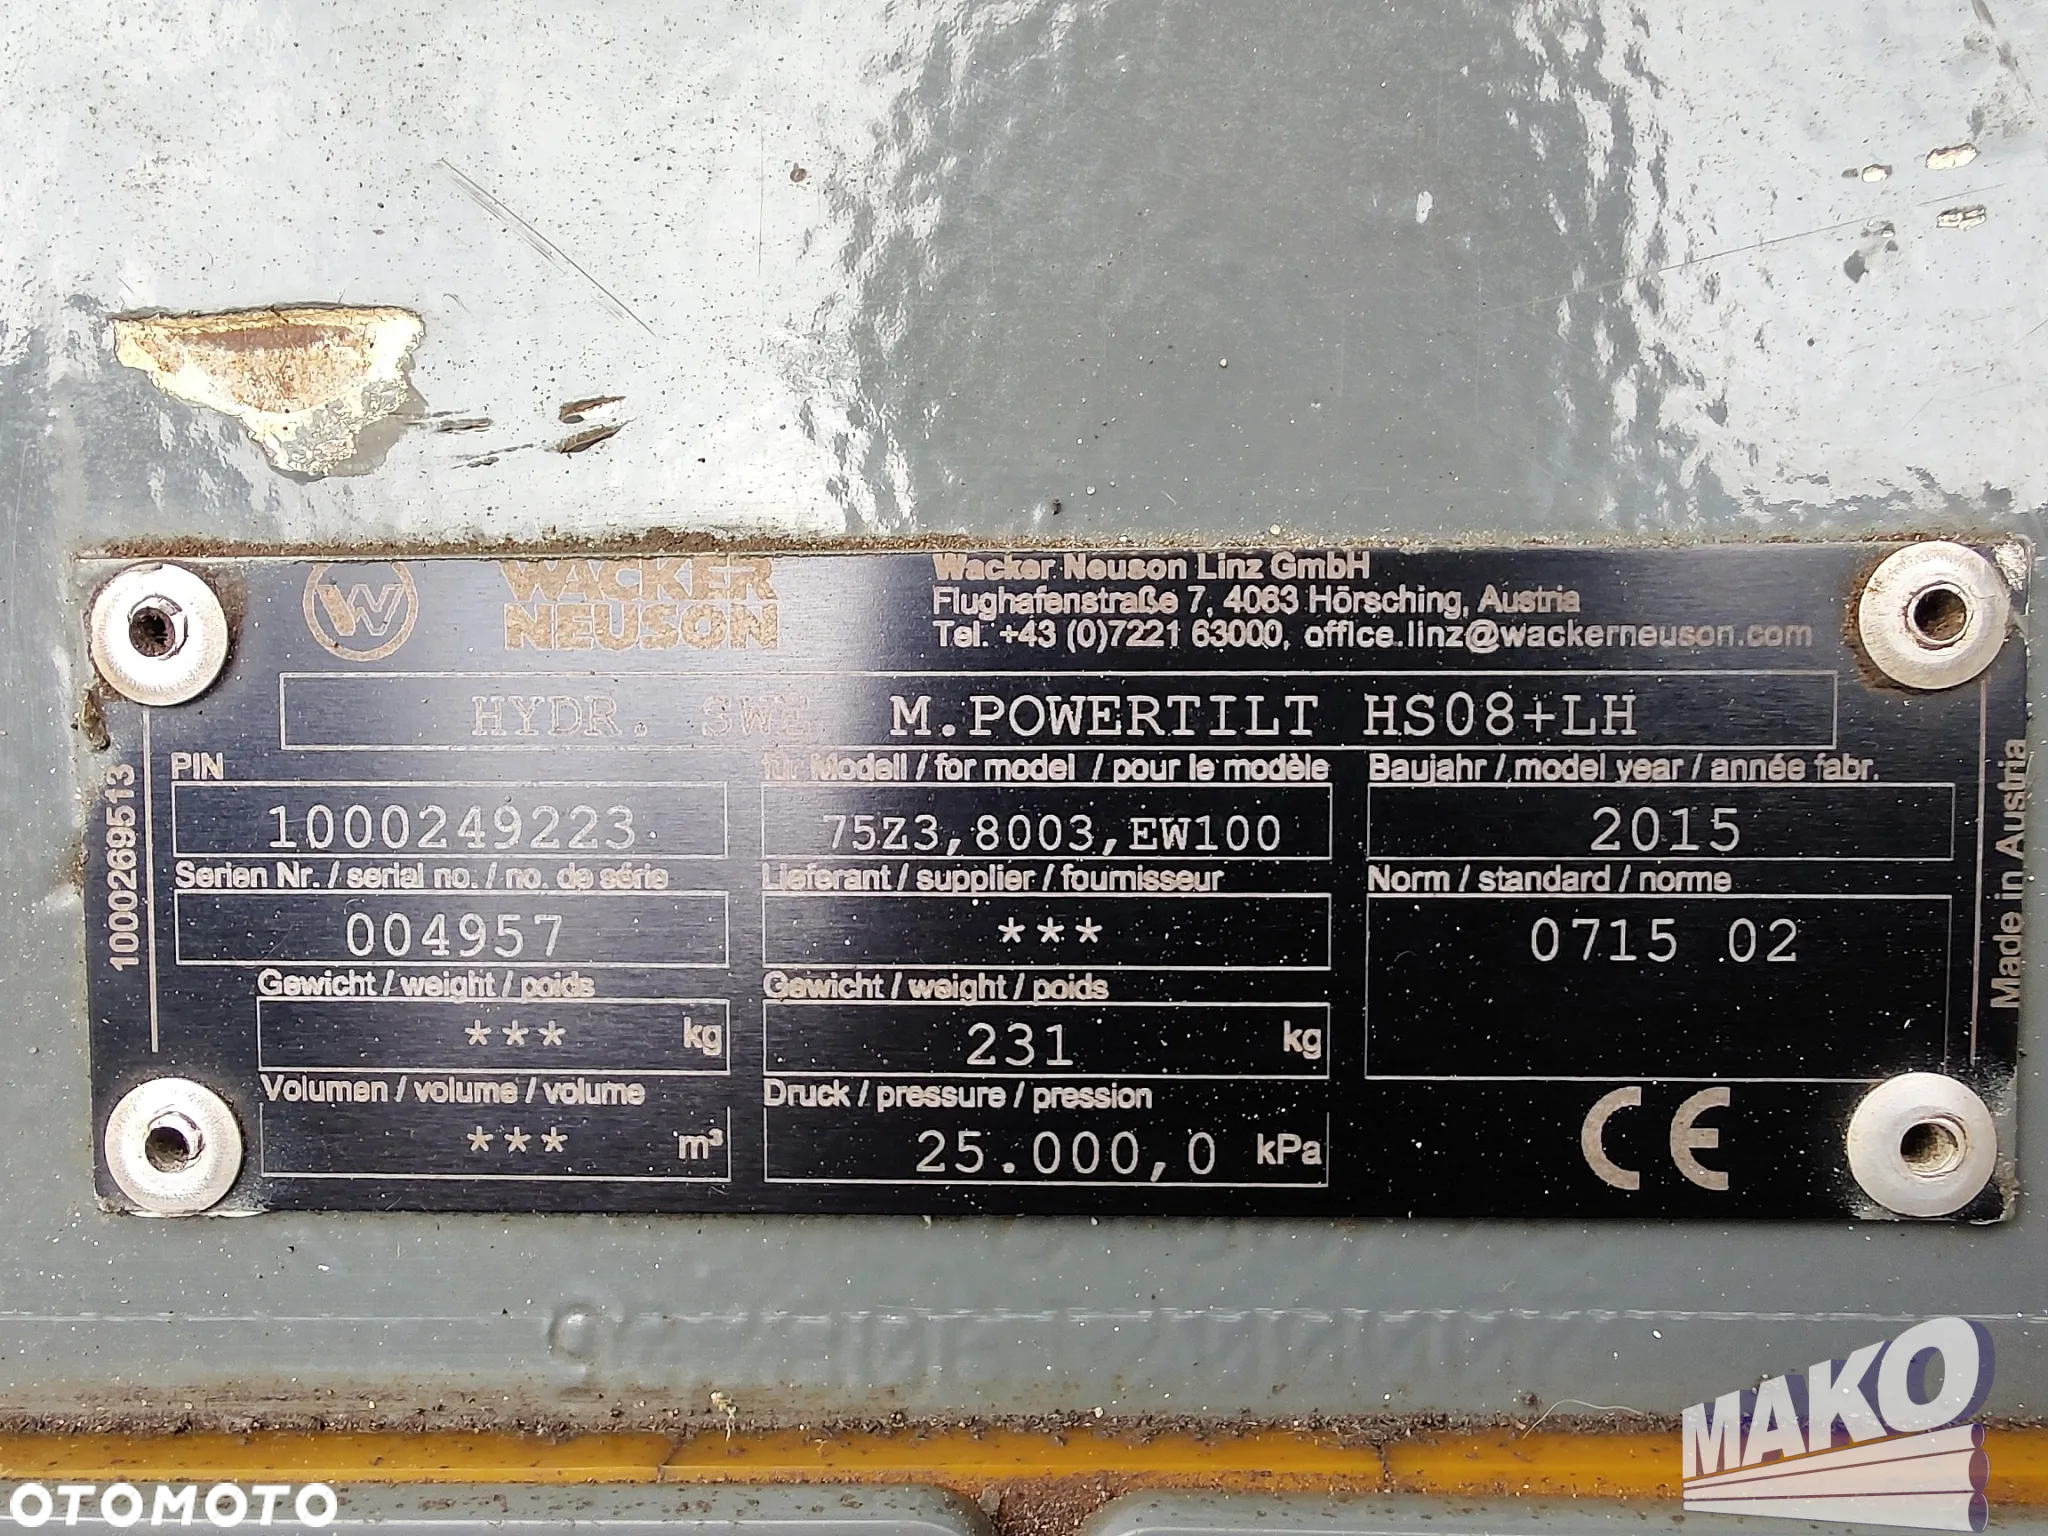 WACKER
NEUSON
Wacker Neuson Linz GmbH
Flughafenstraße 7, 4063 Hörsching, Austria
Tel. +43 (0)7221 63000, office.linz@wackerneuson.com
HYDR. SWE M.POWERTILT HS08+LH
PIN
1000249223
für Modell / for model / pour le modèle
75Z3,8003,EW100
Baujahr / model year / année fabr.
2015
Serien Nr. / serial no. / no. de série
004957
Lieferant / supplier / fournisseur
***
Norm / standard / norme
0715 02
Gewicht / weight / poids
*** kg
Gewicht / weight / poids
231 kg
Volumen / volume / volume
*** m³
Druck / pressure / pression
25.000,0 kPa
CE
1000269513
Made in Austria
MAKO
OTOMOTO